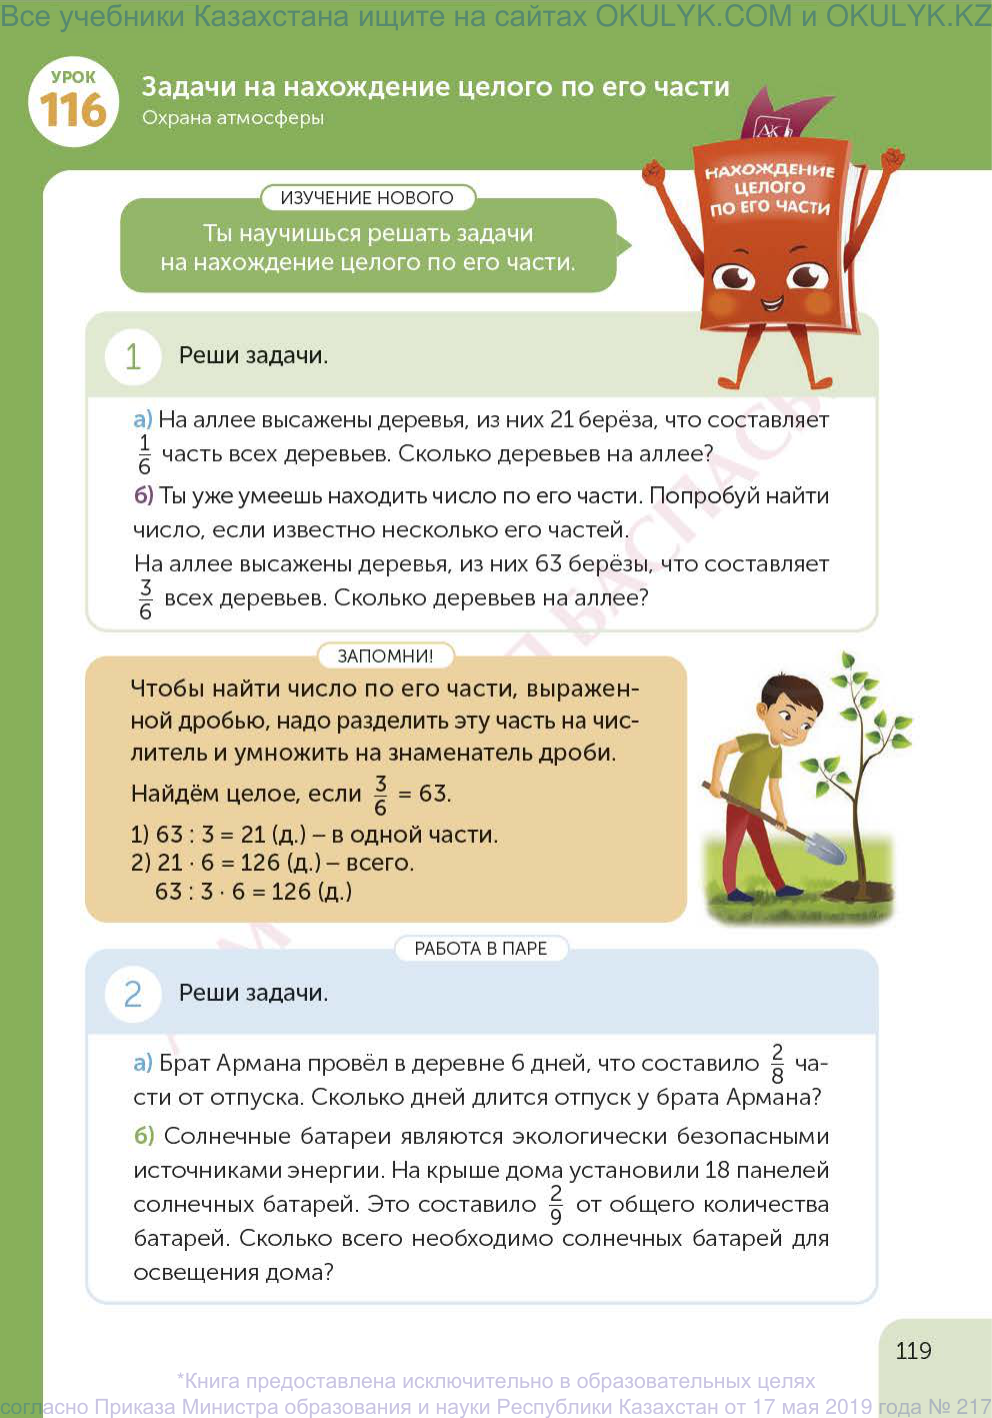 Все учебники Казахстана ищите на сайтах OKULYK.COM и OKULYK.KZ
УРОК
116
Задачи на нахождение целого по его части
Охрана атмосферы
АК
НАХОЖДЕНИЕ
ЦЕЛОГО
ПО ЕГО ЧАСТИ
ИЗУЧЕНИЕ НОВОГО
Ты научишься решать задачи
на нахождение целого по его части.
1 Реши задачи.
а) На аллее высажены деревья, из них 21 берёза, что составляет
1/6 часть всех деревьев. Сколько деревьев на аллее?
б) Ты уже умеешь находить число по его части. Попробуй найти
число, если известно несколько его частей.
На аллее высажены деревья, из них 63 берёзы, что составляет
3/6 всех деревьев. Сколько деревьев на аллее?
ЗАПОМНИ!
Чтобы найти число по его части, выражен-
ной дробью, надо разделить эту часть на чис-
литель и умножить на знаменатель дроби.
Найдём целое, если 3/6 = 63.
1) 63 : 3 = 21 (д.) – в одной части.
2) 21 · 6 = 126 (д.) – всего.
63 : 3 · 6 = 126 (д.)
РАБОТА В ПАРЕ
2 Реши задачи.
а) Брат Армана провёл в деревне 6 дней, что составило 2/8 ча-
сти от отпуска. Сколько дней длится отпуск у брата Армана?
б) Солнечные батареи являются экологически безопасными
источниками энергии. На крыше дома установили 18 панелей
солнечных батарей. Это составило 2/9 от общего количества
батарей. Сколько всего необходимо солнечных батарей для
освещения дома?
119
*Книга предоставлена исключительно в образовательных целях
согласно Приказа Министра образования и науки Республики Казахстан от 17 мая 2019 года № 217